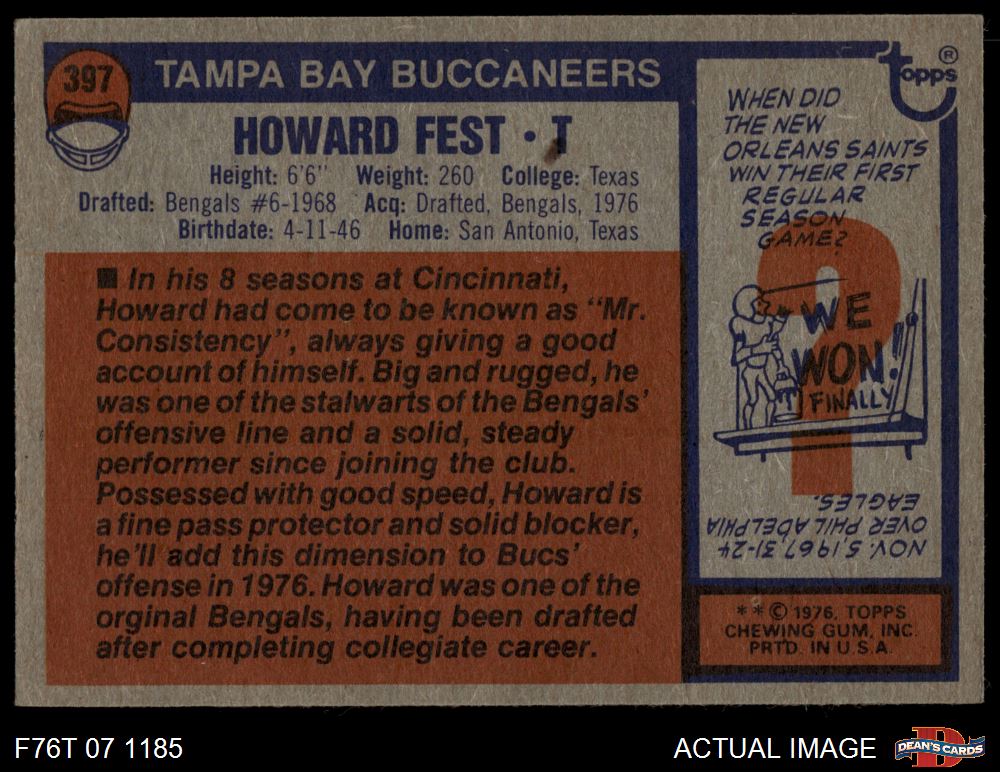 397
TAMPA BAY BUCCANEERS
HOWARD FEST • T
Height: 6'6" Weight: 260 College: Texas
Drafted: Bengals #6-1968 Acq: Drafted, Bengals, 1976
Birthdate: 4-11-46 Home: San Antonio, Texas
■ In his 8 seasons at Cincinnati,
Howard had come to be known as "Mr.
Consistency", always giving a good
account of himself. Big and rugged, he
was one of the stalwarts of the Bengals'
offensive line and a solid, steady
performer since joining the club.
Possessed with good speed, Howard is
a fine pass protector and solid blocker,
he'll add this dimension to Bucs'
offense in 1976. Howard was one of the
orginal Bengals, having been drafted
after completing collegiate career.
topps®
WHEN DID
THE NEW
ORLEANS SAINTS
WIN THEIR FIRST
REGULAR
SEASON
GAME?
?
WE
WON!
FINALLY
NOV. 5, 1967, 31-24
OVER PHILADELPHIA
EAGLES.
* * © 1976, TOPPS
CHEWING GUM, INC.
PRTD. IN U.S.A.
F76T 07 1185
ACTUAL IMAGE
D
DEAN'S CARDS